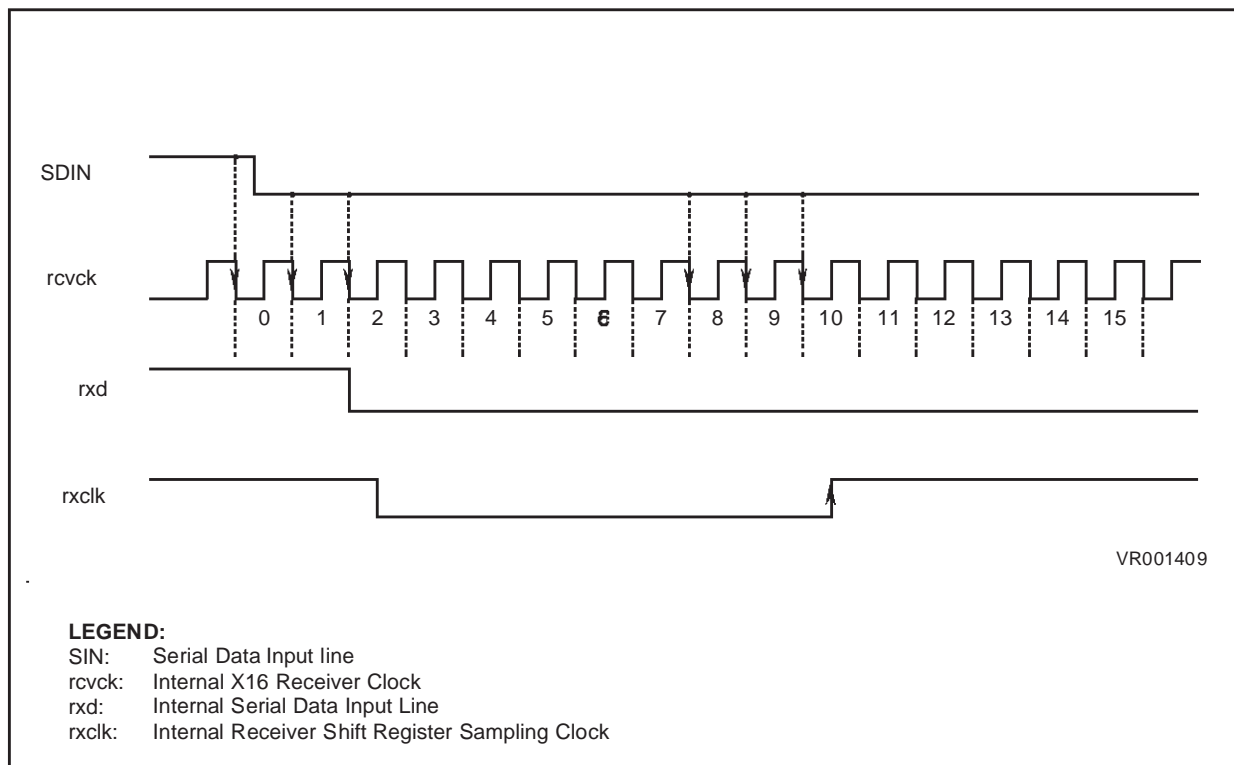 SDIN
rcvck
0 1 2 3 4 5 6 7 8 9 10 11 12 13 14 15
rxd
rxclk
VR001409
.
LEGEND:
SIN: Serial Data Input line
rcvck: Internal X16 Receiver Clock
rxd: Internal Serial Data Input Line
rxclk: Internal Receiver Shift Register Sampling Clock